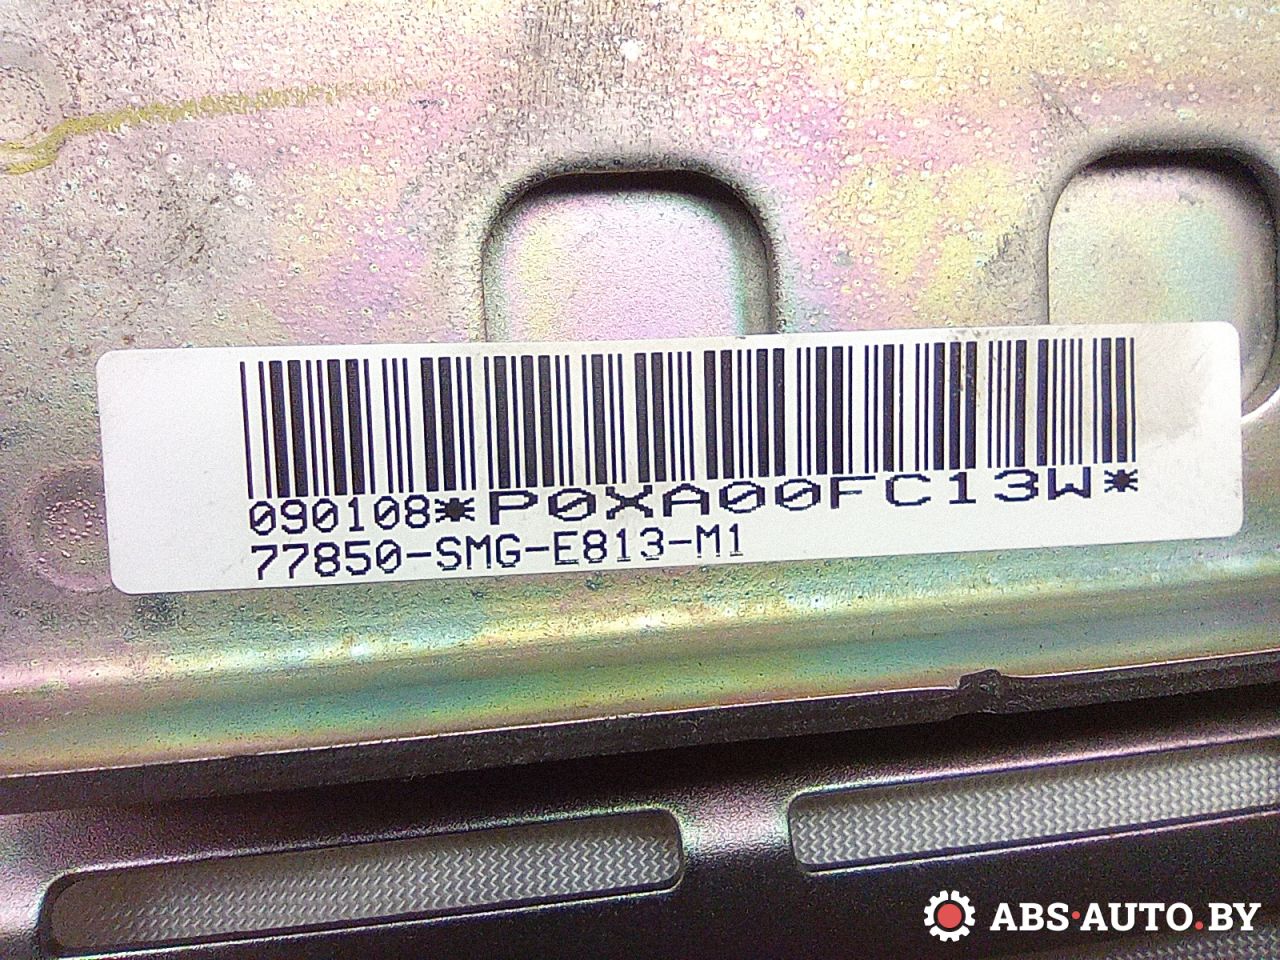 090108*P0XA00FC13W*
77850-SMG-E813-M1
ABS·AUTO.BY